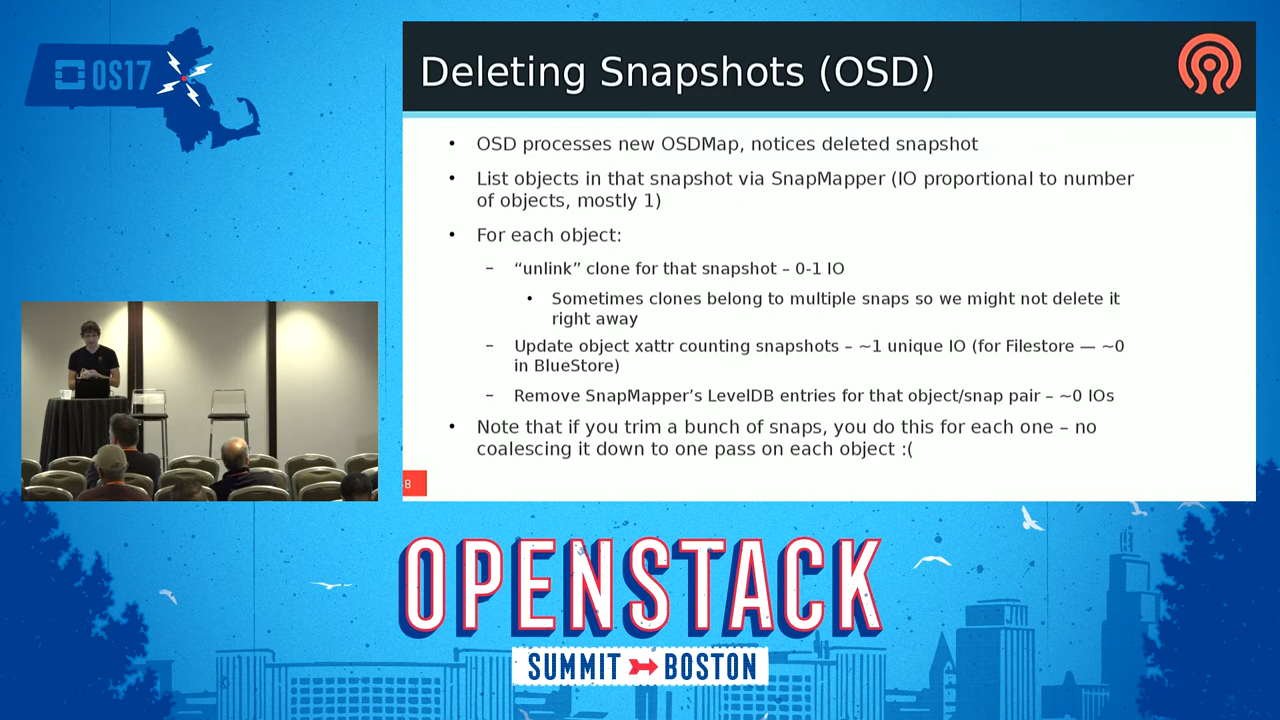 OS17
Deleting Snapshots (OSD)
• OSD processes new OSDMap, notices deleted snapshot
• List objects in that snapshot via SnapMapper (IO proportional to number
of objects, mostly 1)
• For each object:
– “unlink” clone for that snapshot – 0-1 IO
• Sometimes clones belong to multiple snaps so we might not delete it
right away
– Update object xattr counting snapshots – ~1 unique IO (for Filestore — ~0
in BlueStore)
– Remove SnapMapper’s LevelDB entries for that object/snap pair – ~0 IOs
• Note that if you trim a bunch of snaps, you do this for each one – no
coalescing it down to one pass on each object :(
8
OPENSTACK
SUMMIT BOSTON